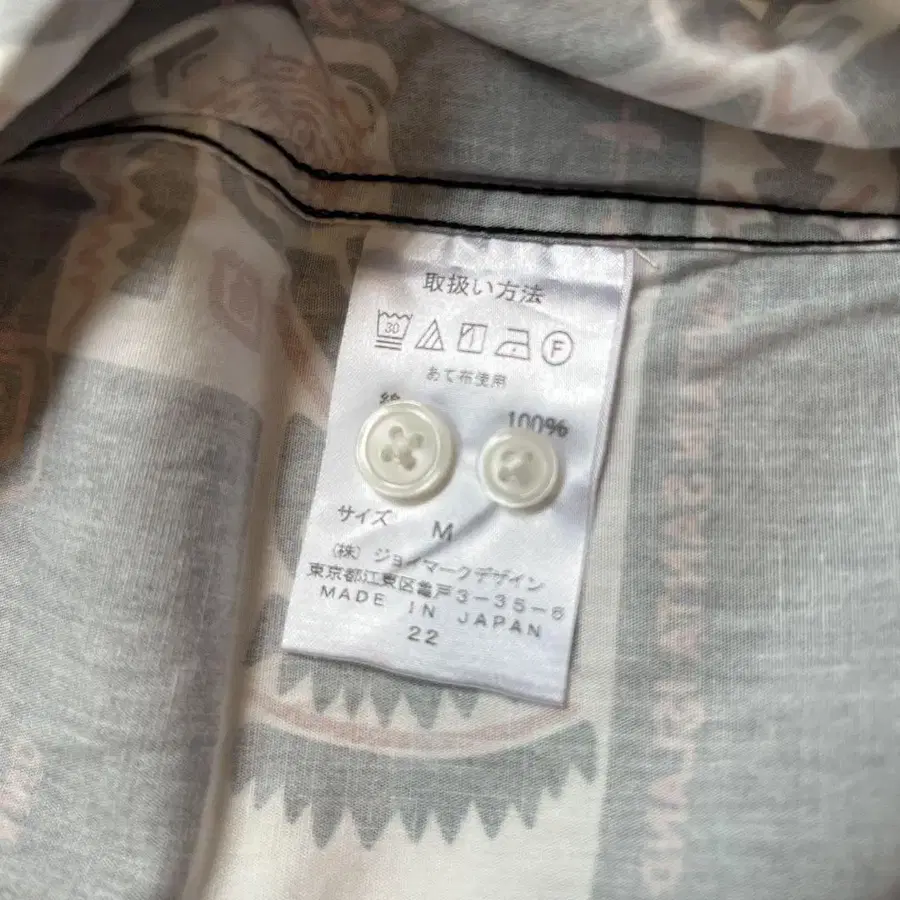 取扱い方法
30 F
あて布使用
綿 100%
サイズ M
(株) ジョイマークデザイン
東京都江東区亀戸3-35-6
MADE IN JAPAN
22